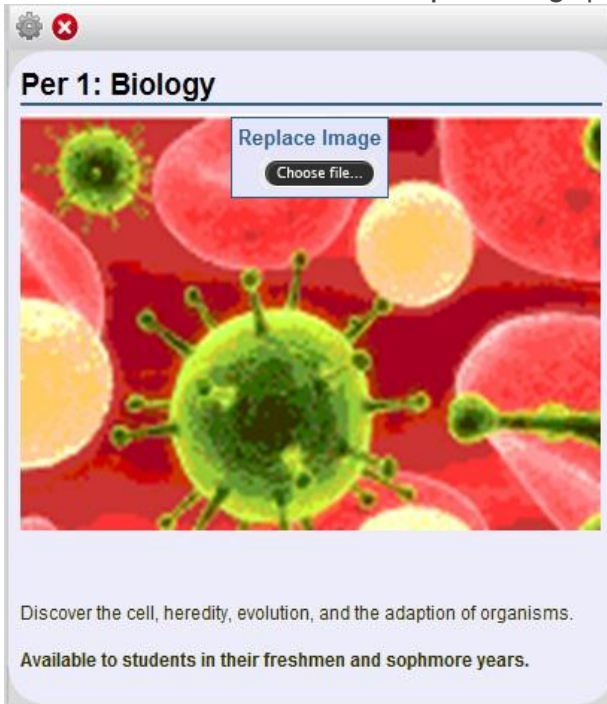 Per 1: Biology
Replace Image
Choose file...
Discover the cell, heredity, evolution, and the adaption of organisms.
Available to students in their freshmen and sophmore years.